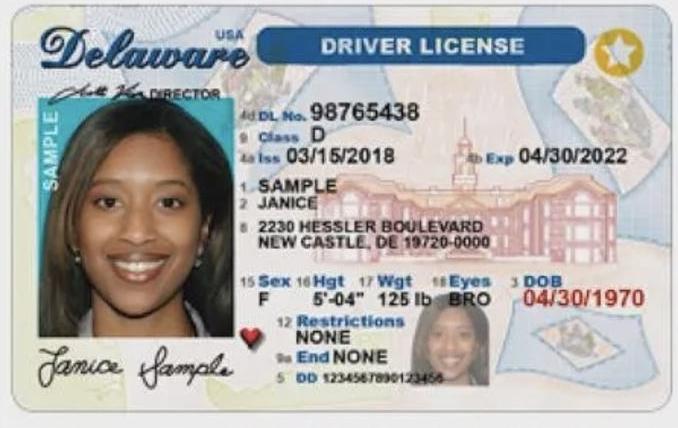 Delaware USA
DRIVER LICENSE
DIRECTOR
SAMPLE
4d DL No. 98765438
9 Class D
4a Iss 03/15/2018 4b Exp 04/30/2022
1 SAMPLE
2 JANICE
8 2230 HESSLER BOULEVARD
NEW CASTLE, DE 19720-0000
15 Sex 16 Hgt 17 Wgt 18 Eyes 3 DOB
F 5'-04" 125 lb BRO 04/30/1970
12 Restrictions
NONE
9a End NONE
5 DD 1234567890123456
Janice Sample